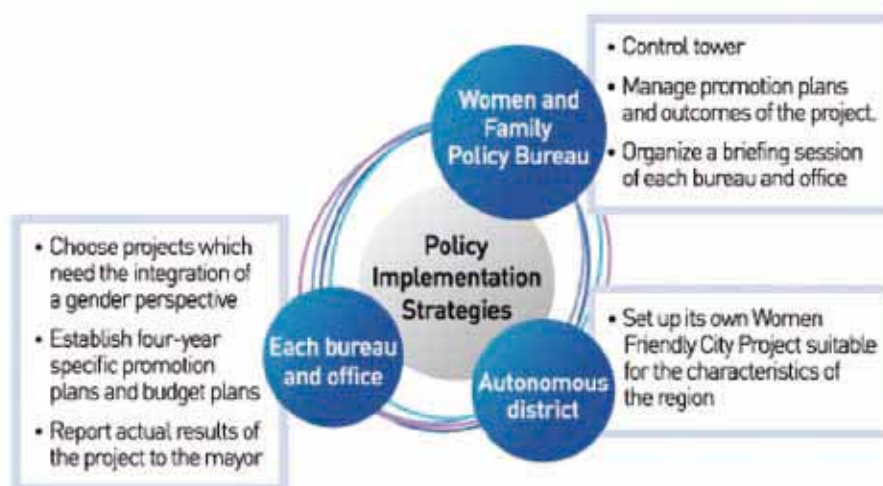 Women and
Family
Policy Bureau
• Control tower
• Manage promotion plans
and outcomes of the project.
• Organize a briefing session
of each bureau and office
Policy
Implementation
Strategies
• Choose projects which
need the integration of
a gender perspective
• Establish four-year
specific promotion
plans and budget plans
• Report actual results of
the project to the mayor
Each bureau
and office
Autonomous
district
• Set up its own Women
Friendly City Project suitable
for the characteristics of
the region